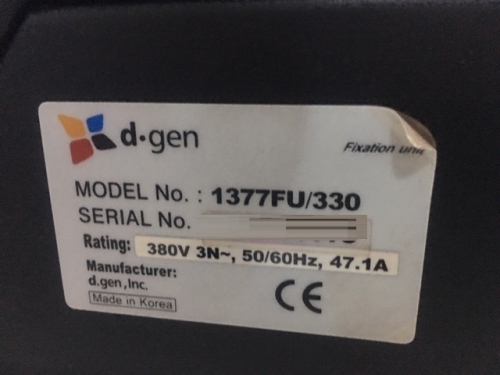 d·gen
Fixation unit
MODEL No. : 1377FU/330
SERIAL No.
Rating: 380V 3N~, 50/60Hz, 47.1A
Manufacturer:
d.gen,Inc.
Made in Korea
CE